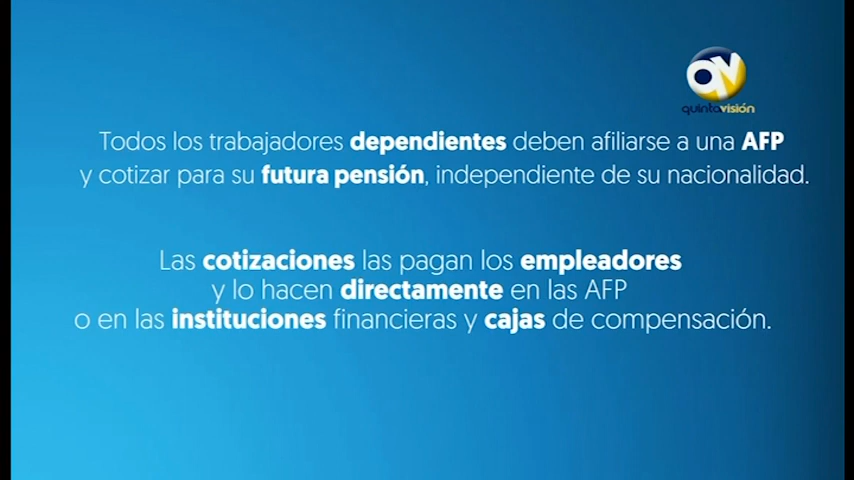 QV
quintavisión
Todos los trabajadores dependientes deben afiliarse a una AFP
y cotizar para su futura pensión, independiente de su nacionalidad.
Las cotizaciones las pagan los empleadores
y lo hacen directamente en las AFP
o en las instituciones financieras y cajas de compensación.